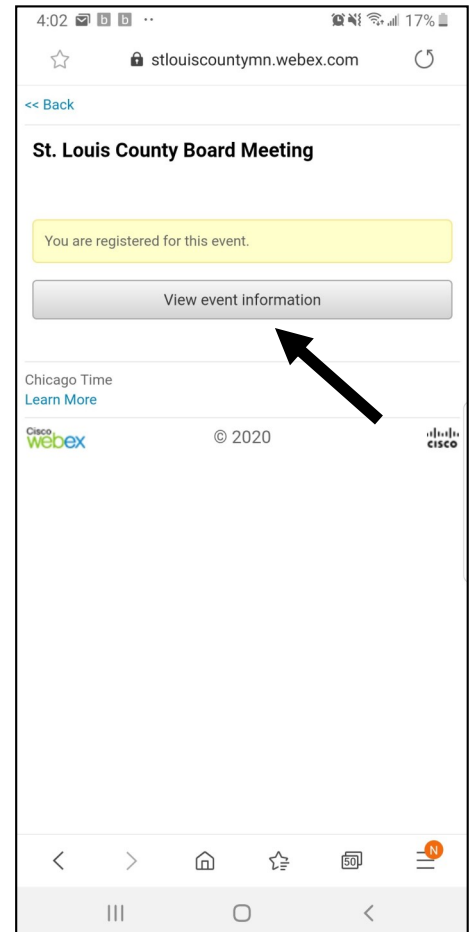 4:02 b b 17%
stlouiscountymn.webex.com
<< Back
St. Louis County Board Meeting
You are registered for this event.
View event information
Chicago Time
Learn More
Cisco
webex © 2020 cisco
50 N